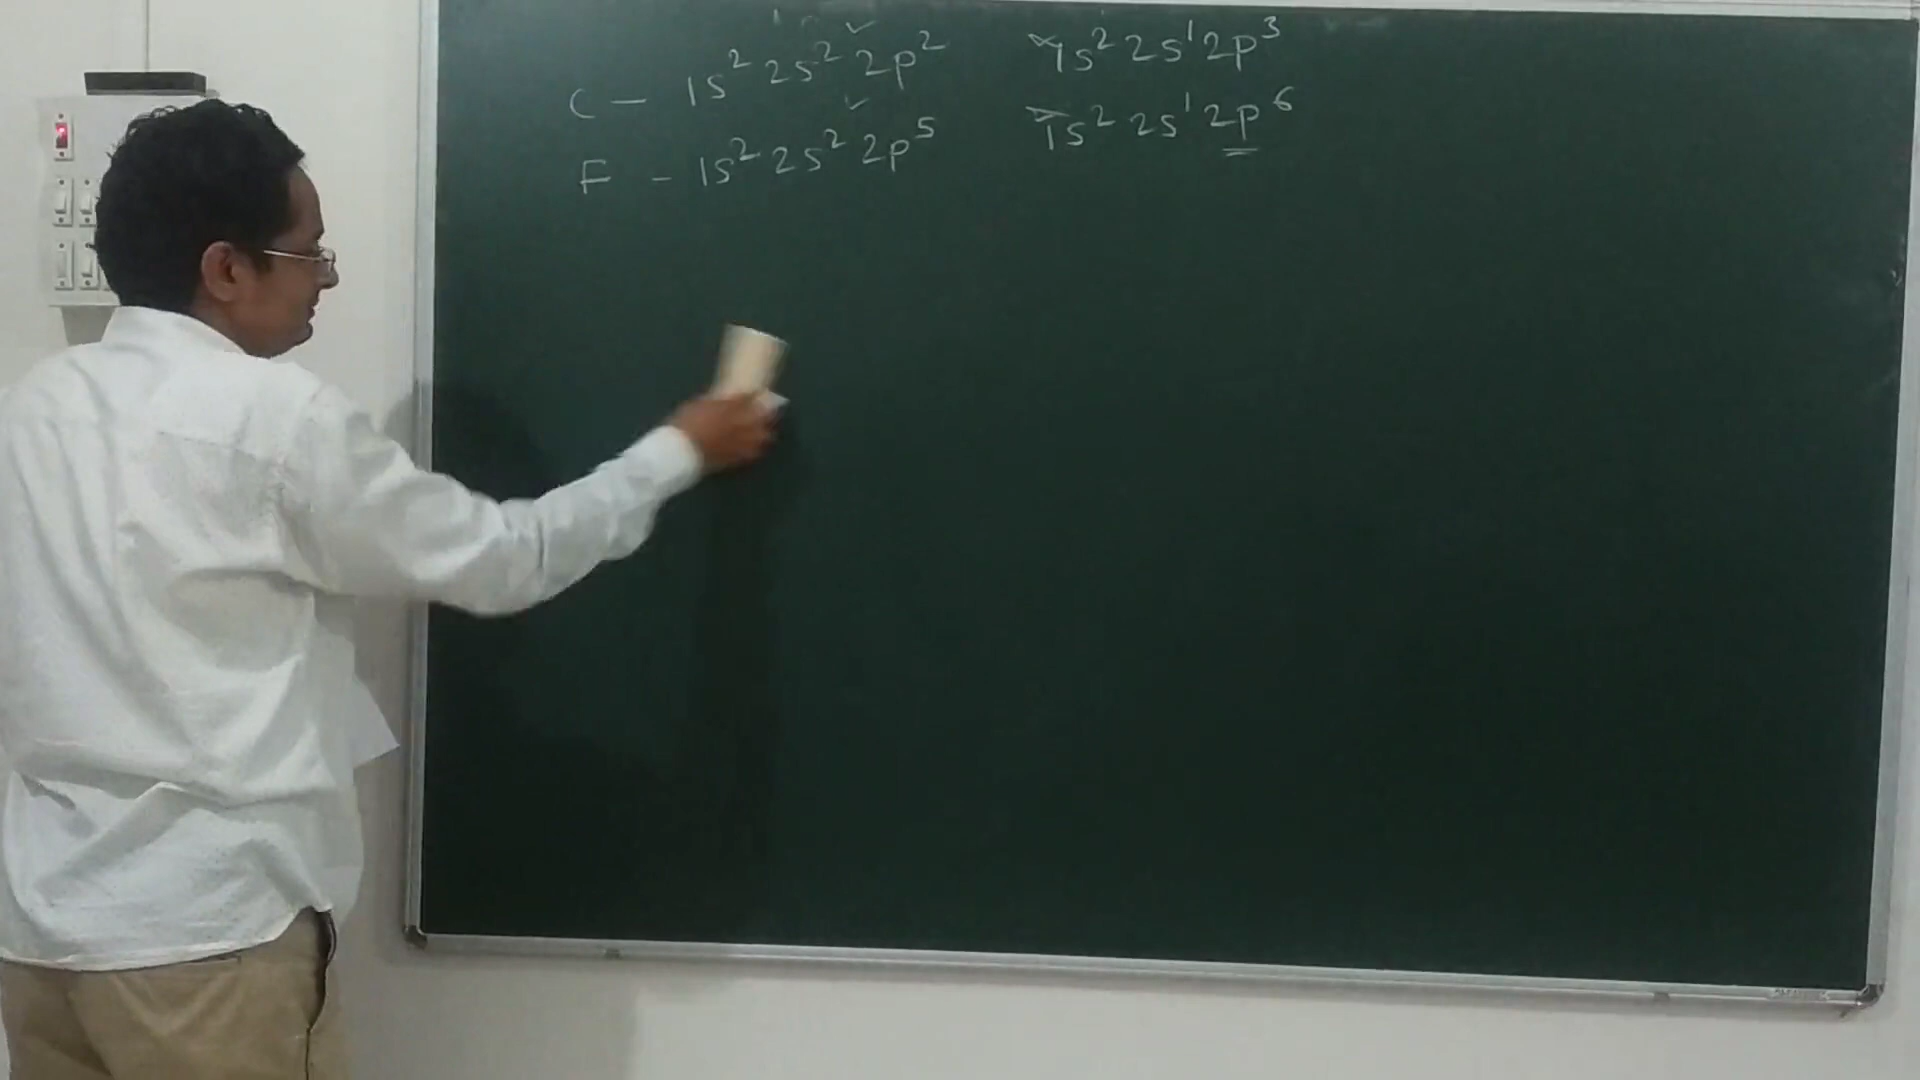 C – 1s² 2s² 2p² 1s² 2s¹ 2p³
F – 1s² 2s² 2p⁵ 1s² 2s¹ 2p⁶